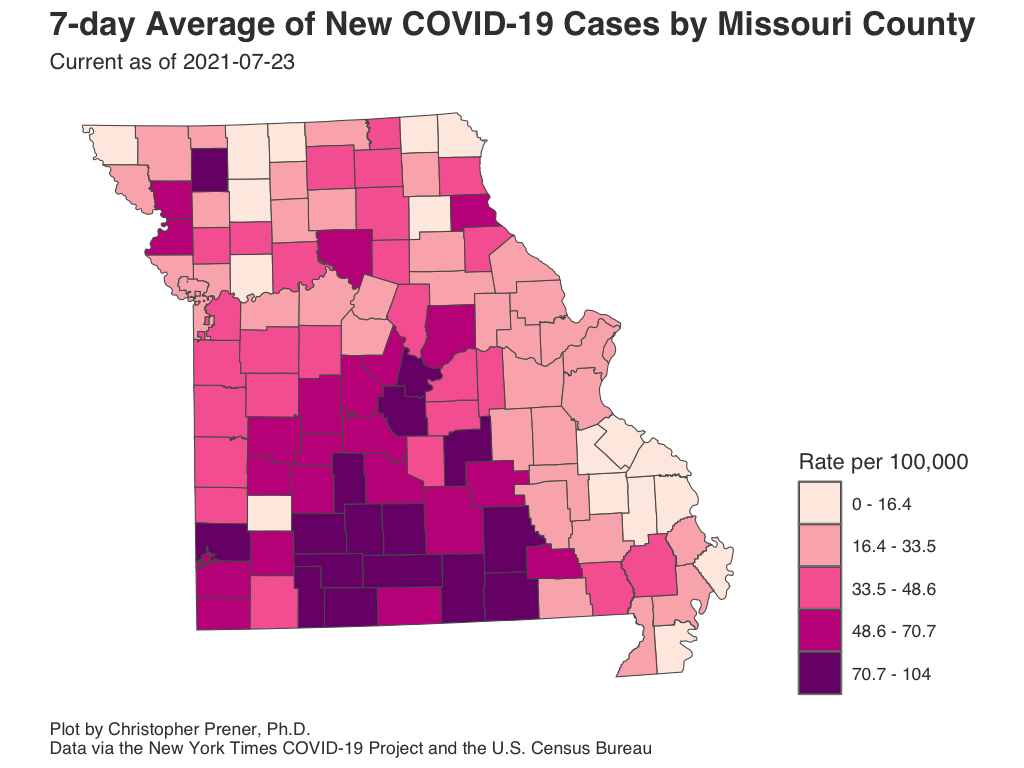 7-day Average of New COVID-19 Cases by Missouri County
Current as of 2021-07-23
Rate per 100,000
0 - 16.4
16.4 - 33.5
33.5 - 48.6
48.6 - 70.7
70.7 - 104
Plot by Christopher Prener, Ph.D.
Data via the New York Times COVID-19 Project and the U.S. Census Bureau